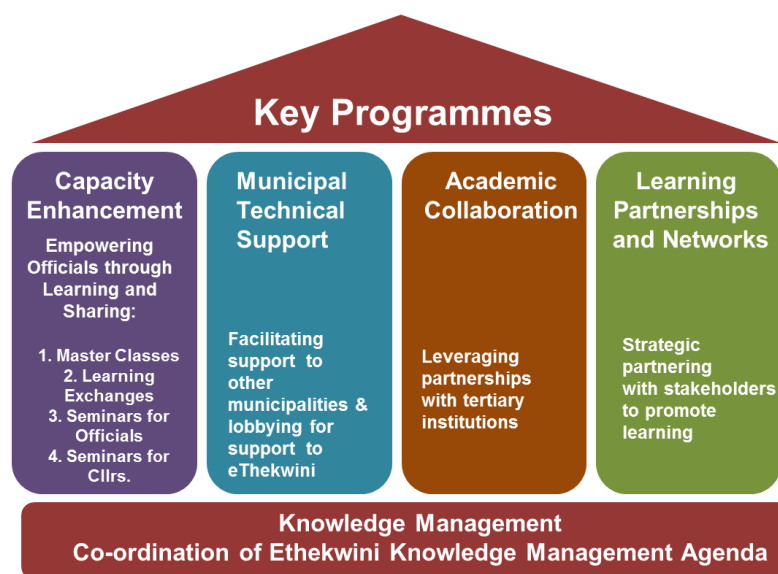 Key Programmes
Capacity
Enhancement
Empowering
Officials through
Learning and
Sharing:
1. Master Classes
2. Learning
Exchanges
3. Seminars for
Officials
4. Seminars for
Cllrs.
Municipal
Technical
Support
Facilitating
support to
other
municipalities &
lobbying for
support to
eThekwini
Academic
Collaboration
Leveraging
partnerships
with tertiary
institutions
Learning
Partnerships
and Networks
Strategic
partnering
with stakeholders
to promote
learning
Knowledge Management
Co-ordination of Ethekwini Knowledge Management Agenda